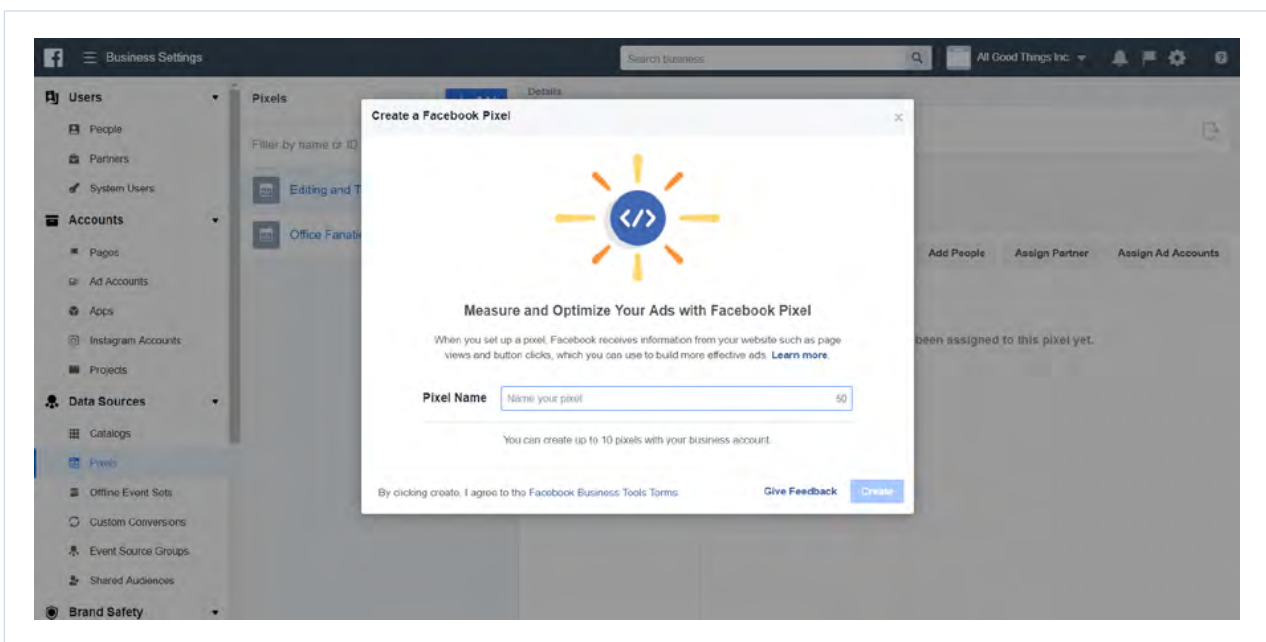 Business Settings
Search business
All Good Things Inc.
Users
People
Partners
System Users
Accounts
Pages
Ad Accounts
Apps
Instagram Accounts
Projects
Data Sources
Catalogs
Pixels
Offline Event Sets
Custom Conversions
Event Source Groups
Shared Audiences
Brand Safety
Pixels
Filter by name or ID
Editing and T
Office Fanati
Details
Add People
Assign Partner
Assign Ad Accounts
been assigned to this pixel yet.
Create a Facebook Pixel
</>
Measure and Optimize Your Ads with Facebook Pixel
When you set up a pixel, Facebook receives information from your website such as page
views and button clicks, which you can use to build more effective ads. Learn more.
Pixel Name
Name your pixel
50
You can create up to 10 pixels with your business account.
By clicking create, I agree to the Facebook Business Tools Terms
Give Feedback
Create